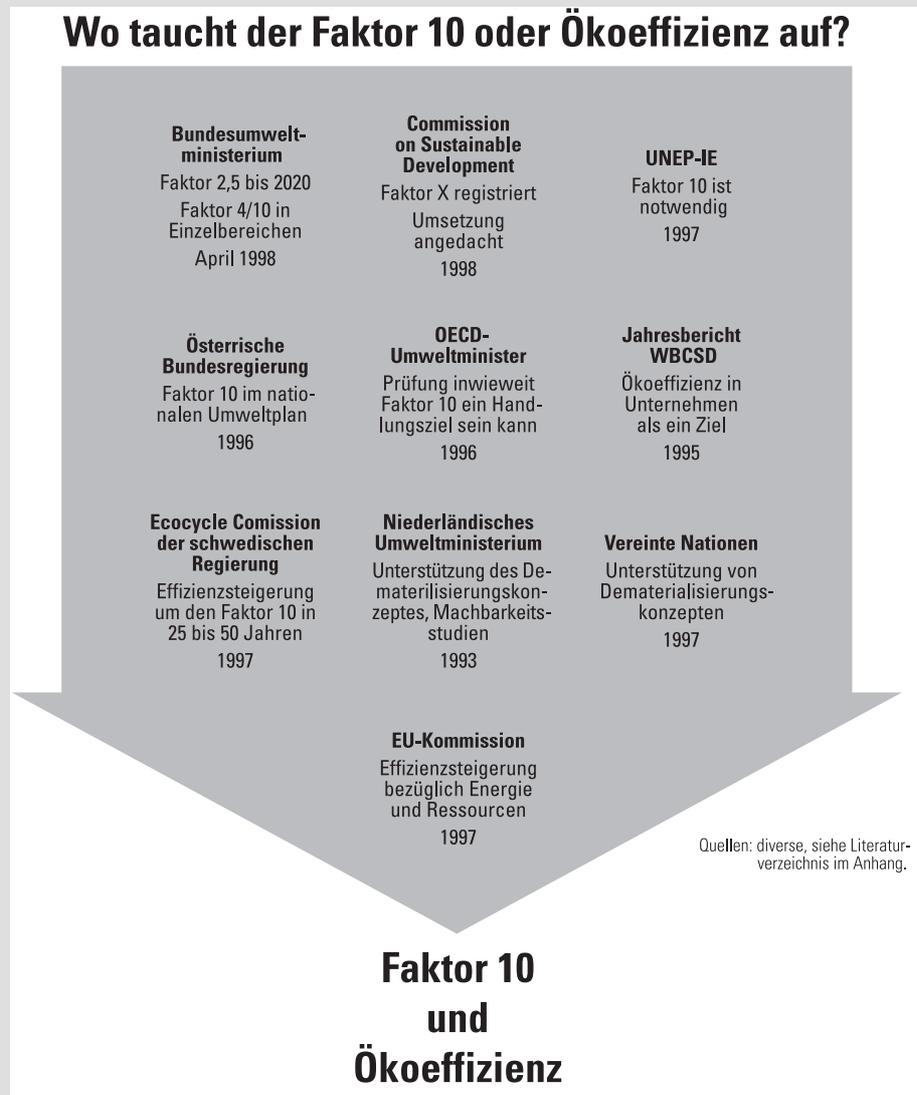 Wo taucht der Faktor 10 oder Ökoeffizienz auf?
Bundesumwelt-
ministerium
Faktor 2,5 bis 2020
Faktor 4/10 in
Einzelbereichen
April 1998
Commission
on Sustainable
Development
Faktor X registriert
Umsetzung
angedacht
1998
UNEP-IE
Faktor 10 ist
notwendig
1997
Österrische
Bundesregierung
Faktor 10 im natio-
nalen Umweltplan
1996
OECD-
Umweltminister
Prüfung inwieweit
Faktor 10 ein Hand-
lungsziel sein kann
1996
Jahresbericht
WBCSD
Ökoeffizienz in
Unternehmen
als ein Ziel
1995
Ecocycle Comission
der schwedischen
Regierung
Effizienzsteigerung
um den Faktor 10 in
25 bis 50 Jahren
1997
Niederländisches
Umweltministerium
Unterstützung des De-
materilisierungskon-
zeptes, Machbarkeits-
studien
1993
Vereinte Nationen
Unterstützung von
Dematerialisierungs-
konzepten
1997
EU-Kommission
Effizienzsteigerung
bezüglich Energie
und Ressourcen
1997
Quellen: diverse, siehe Literatur-
verzeichnis im Anhang.
Faktor 10
und
Ökoeffizienz